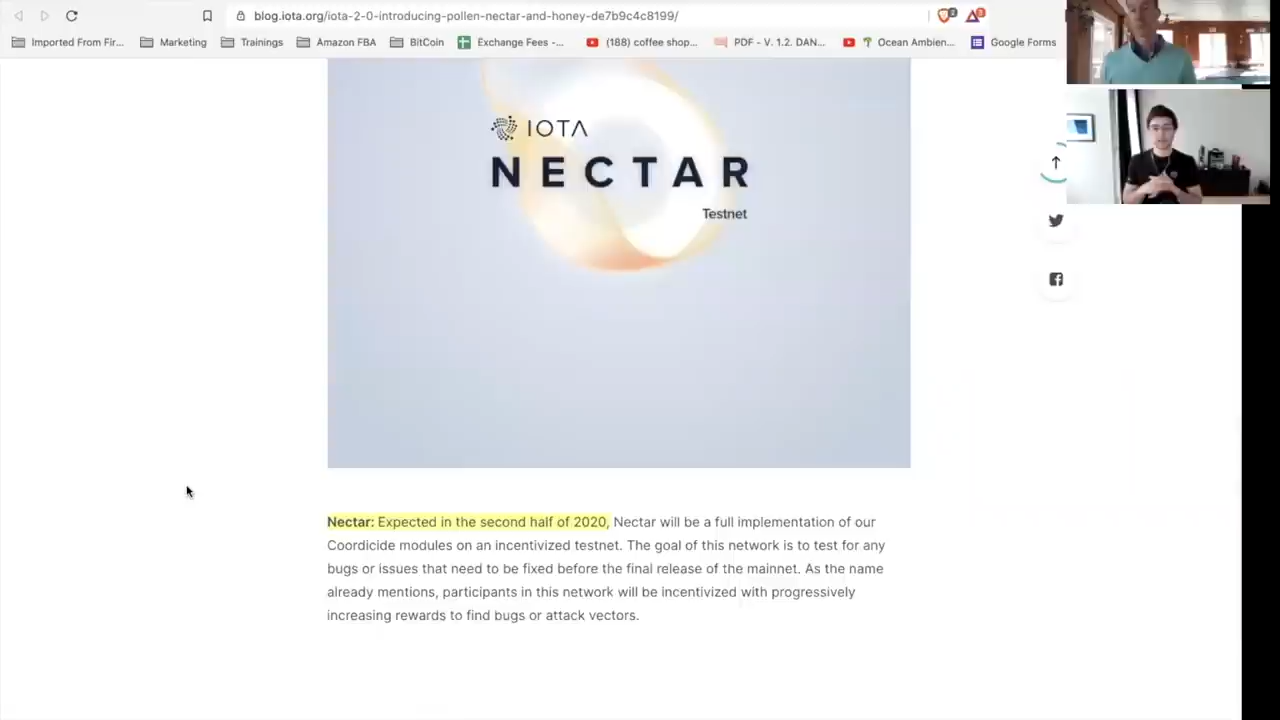 blog.iota.org/iota-2-0-introducing-pollen-nectar-and-honey-de7b9c4c8199/
Imported From Fir... Marketing Trainings Amazon FBA BitCoin Exchange Fees -... (188) coffee shop... PDF - V. 1.2. DAN... Ocean Ambien... Google Forms
IOTA
NECTAR
Testnet
Nectar: Expected in the second half of 2020, Nectar will be a full implementation of our
Coordicide modules on an incentivized testnet. The goal of this network is to test for any
bugs or issues that need to be fixed before the final release of the mainnet. As the name
already mentions, participants in this network will be incentivized with progressively
increasing rewards to find bugs or attack vectors.